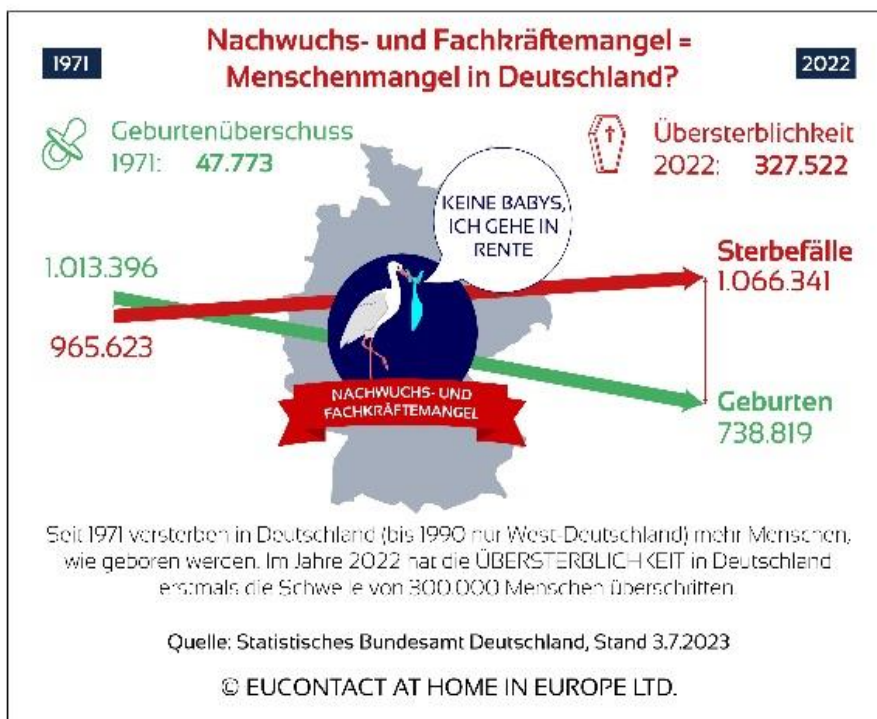 Nachwuchs- und Fachkräftemangel =
Menschenmangel in Deutschland?
1971
2022
Geburtenüberschuss
1971: 47.773
Übersterblichkeit
2022: 327.522
KEINE BABYS,
ICH GEHE IN
RENTE
1.013.396
965.623
Sterbefälle
1.066.341
NACHWUCHS- UND
FACHKRÄFTEMANGEL
Geburten
738.819
Seit 1971 versterben in Deutschland (bis 1990 nur West-Deutschland) mehr Menschen,
wie geboren werden. Im Jahre 2022 hat die ÜBERSTERBLICHKEIT in Deutschland
erstmals die Schwelle von 300.000 Menschen überschritten.
Quelle: Statistisches Bundesamt Deutschland, Stand 3.7.2023
© EUCONTACT AT HOME IN EUROPE LTD.